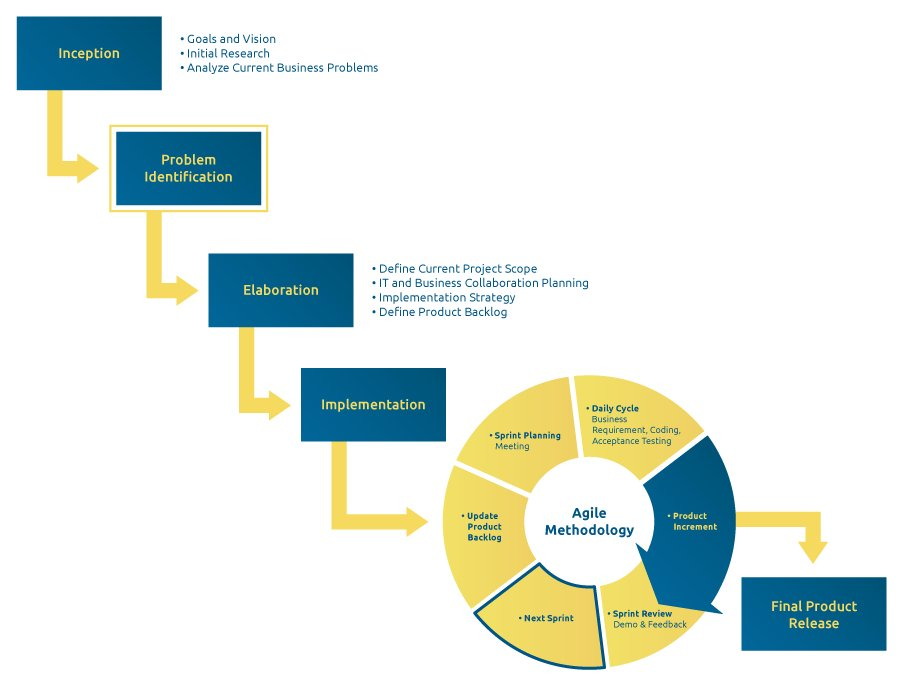 Inception
• Goals and Vision
• Initial Research
• Analyze Current Business Problems
Problem
Identification
Elaboration
• Define Current Project Scope
• IT and Business Collaboration Planning
• Implementation Strategy
• Define Product Backlog
Implementation
• Sprint Planning
Meeting
• Daily Cycle
Business
Requirement, Coding,
Acceptance Testing
Agile
Methodology
• Product
Increment
• Update
Product
Backlog
• Next Sprint
• Sprint Review
Demo & Feedback
Final Product
Release